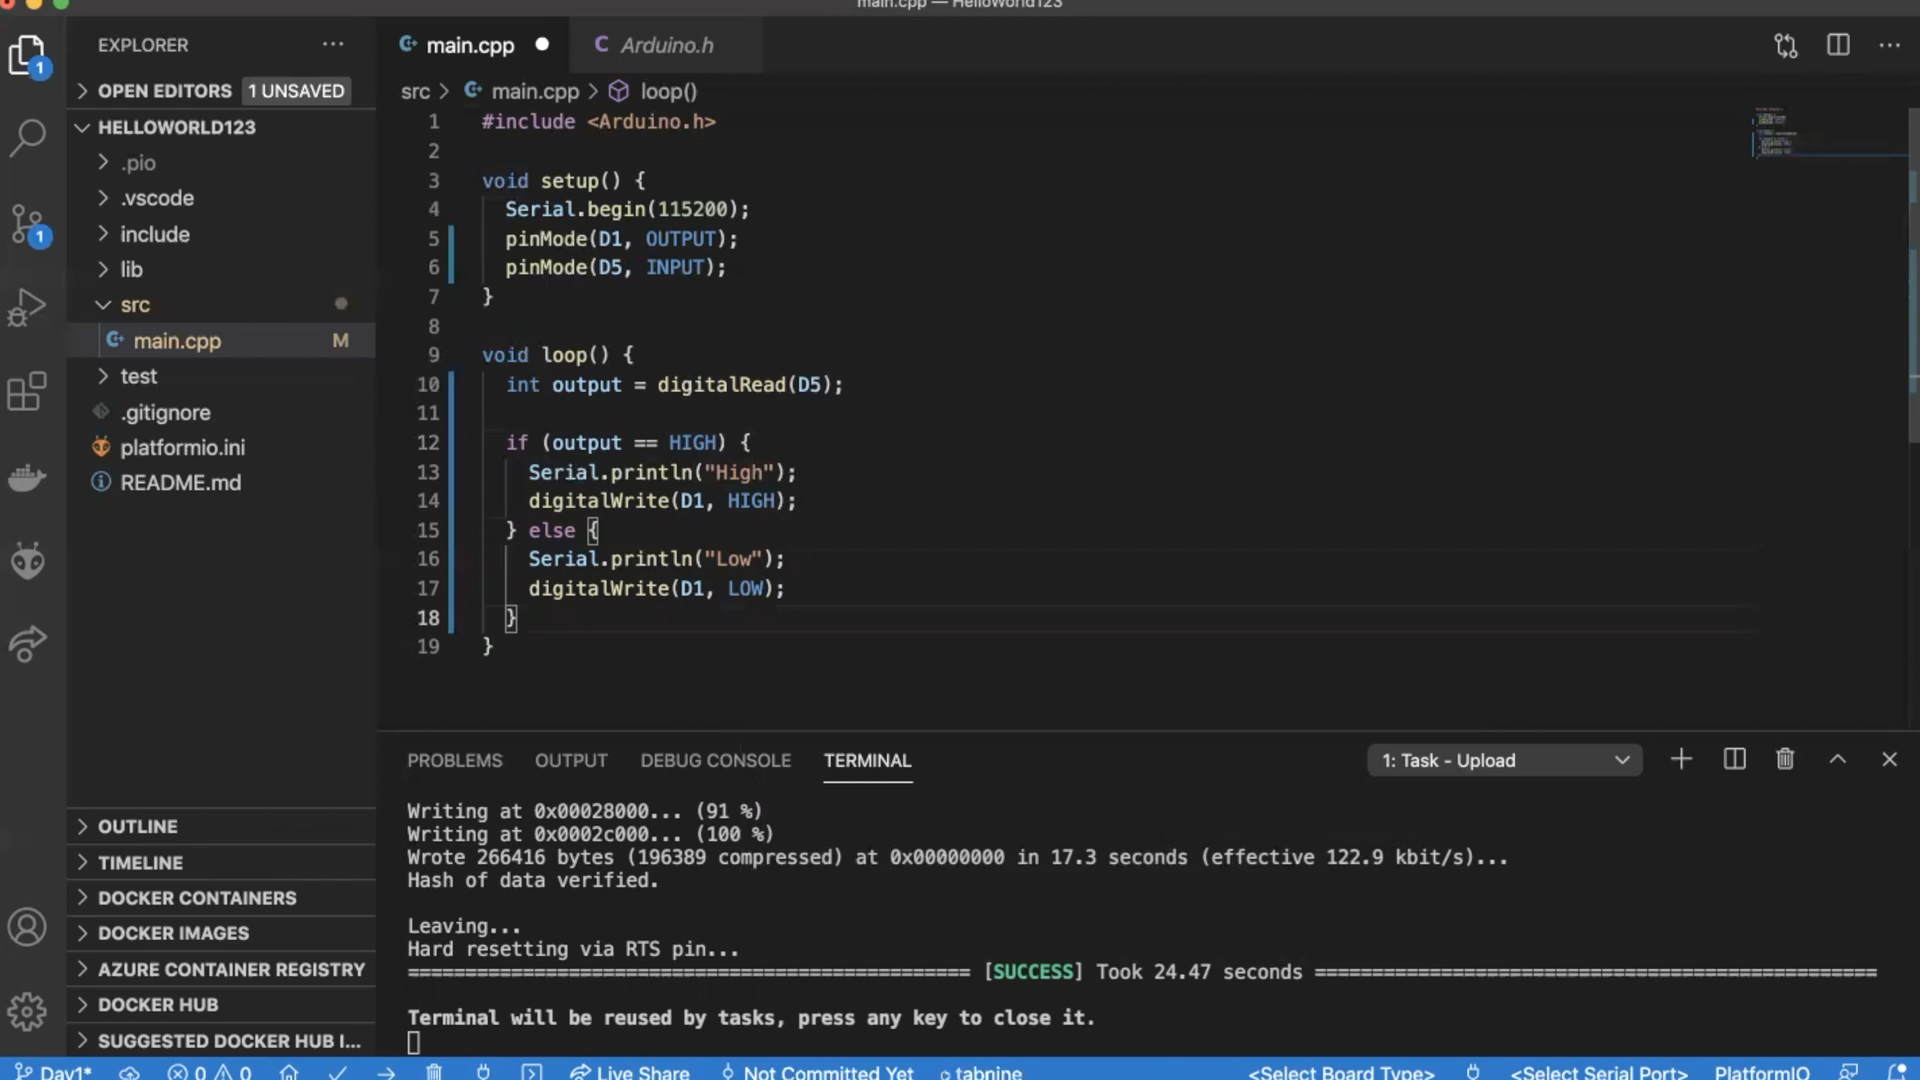 main.cpp — HelloWorld123
EXPLORER
main.cpp
Arduino.h
1
OPEN EDITORS
1 UNSAVED
src > main.cpp > loop()
HELLOWORLD123
.pio
.vscode
include
lib
src
main.cpp M
test
.gitignore
platformio.ini
README.md
1
1 #include <Arduino.h>
2
3 void setup() {
4 Serial.begin(115200);
5 pinMode(D1, OUTPUT);
6 pinMode(D5, INPUT);
7 }
8
9 void loop() {
10 int output = digitalRead(D5);
11
12 if (output == HIGH) {
13 Serial.println("High");
14 digitalWrite(D1, HIGH);
15 } else {
16 Serial.println("Low");
17 digitalWrite(D1, LOW);
18 }
19 }
PROBLEMS OUTPUT DEBUG CONSOLE TERMINAL
1: Task - Upload
Writing at 0x00028000... (91 %)
Writing at 0x0002c000... (100 %)
Wrote 266416 bytes (196389 compressed) at 0x00000000 in 17.3 seconds (effective 122.9 kbit/s)...
Hash of data verified.
Leaving...
Hard resetting via RTS pin...
================================================= [SUCCESS] Took 24.47 seconds =================================================
Terminal will be reused by tasks, press any key to close it.
OUTLINE
TIMELINE
DOCKER CONTAINERS
DOCKER IMAGES
AZURE CONTAINER REGISTRY
DOCKER HUB
SUGGESTED DOCKER HUB I...
Day1* 0 0 Live Share Not Committed Yet tabnine <Select Board Type> <Select Serial Port> PlatformIO